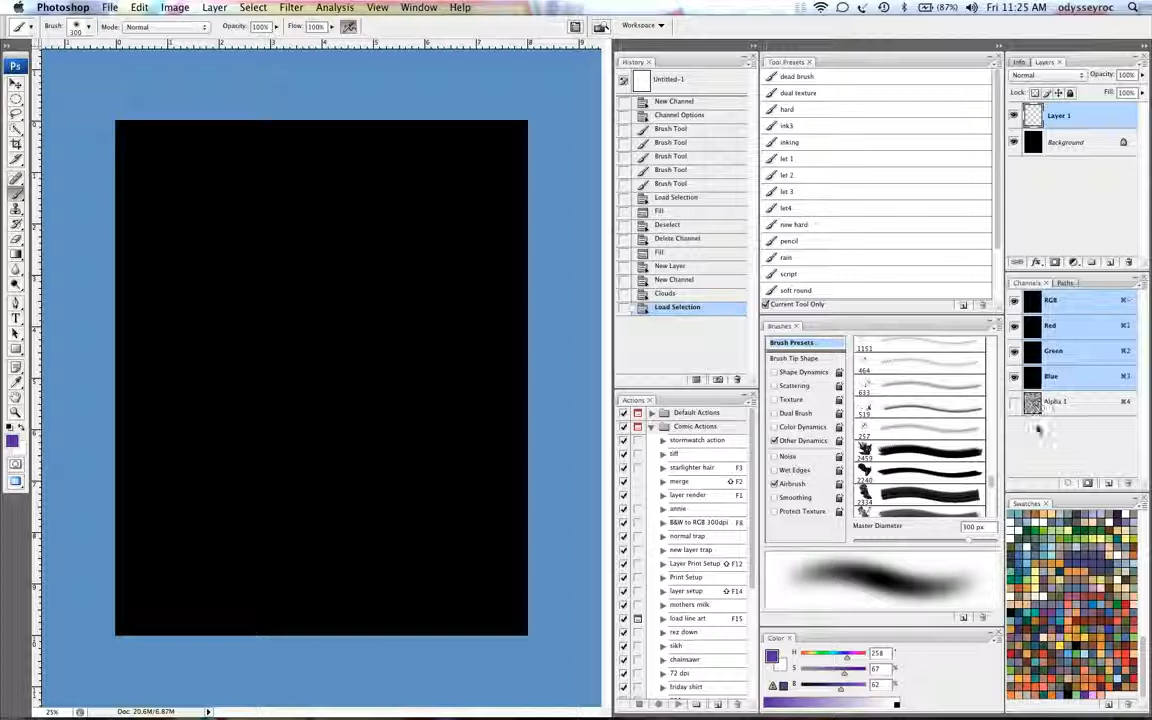 Photoshop File Edit Image Layer Select Filter Analysis View Window Help (87%) Fri 11:25 AM odysseyroc
Brush: 300 Mode: Normal Opacity: 100% Flow: 100% Workspace
History
Untitled-1
New Channel
Channel Options
Brush Tool
Brush Tool
Brush Tool
Brush Tool
Brush Tool
Load Selection
Fill
Deselect
Delete Channel
Fill
New Layer
New Channel
Clouds
Load Selection
Actions
Default Actions
Comic Actions
stormwatch action
tiff
starlighter hair F3
merge F2
layer render F1
annie
B&W to RGB 300dpi F8
normal trap
new layer trap
Layer Print Setup F12
Print Setup
layer setup F14
mothers milk
load line art F15
rez down
sikh
chainsawr
72 dpi
friday shirt
Tool Presets
dead brush
dual texture
hard
ink3
inking
let 1
let 2
let 3
let4
new hard
pencil
rain
script
soft round
Current Tool Only
Brushes
Brush Presets
Brush Tip Shape
Shape Dynamics
Scattering
Texture
Dual Brush
Color Dynamics
Other Dynamics
Noise
Wet Edges
Airbrush
Smoothing
Protect Texture
1151
464
633
519
257
2459
2240
2334
Master Diameter 300 px
Color
H 258 °
S 67 %
B 62 %
Info Layers
Normal Opacity: 100%
Lock: Fill: 100%
Layer 1
Background
Channels Paths
RGB ⌘~
Red ⌘1
Green ⌘2
Blue ⌘3
Alpha 1 ⌘4
Swatches
25% Doc: 20.6M/6.87M